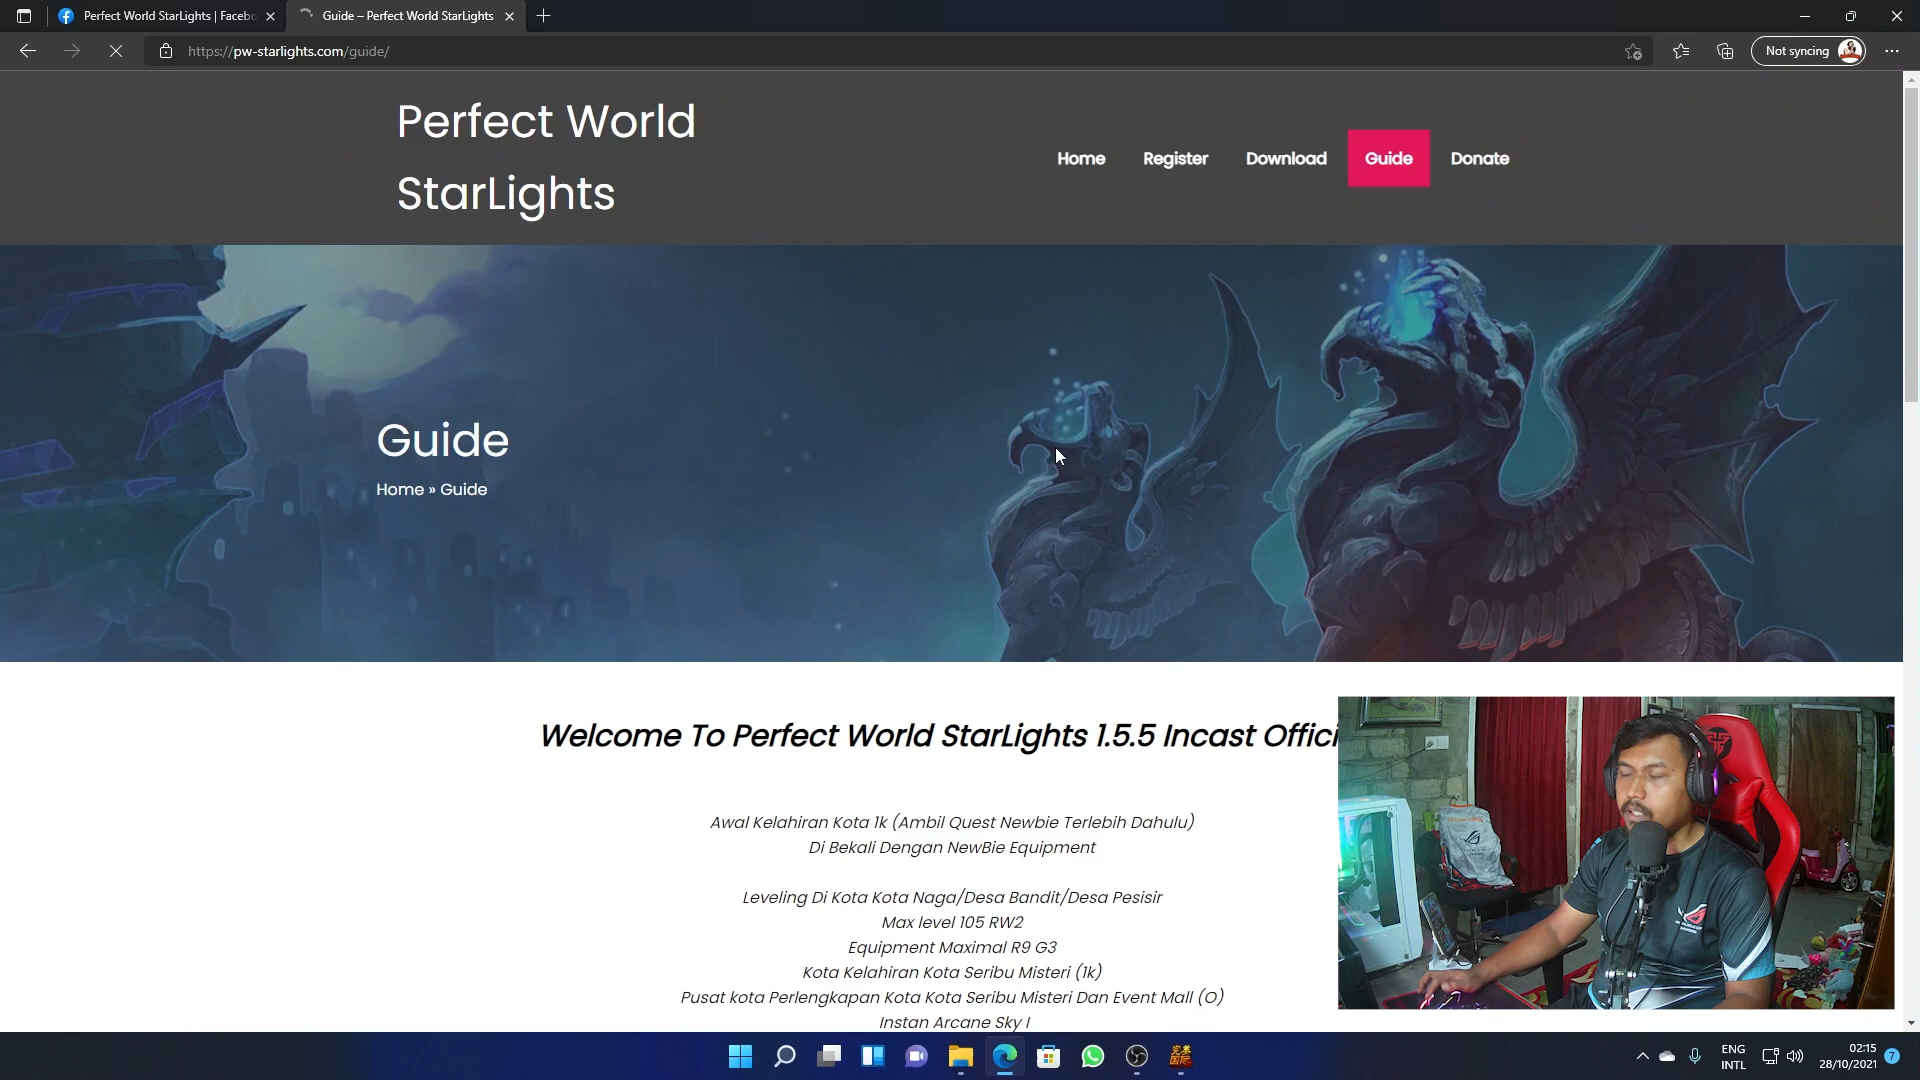 Perfect World StarLights | Facebo
Guide – Perfect World StarLights
https://pw-starlights.com/guide/
Not syncing
Perfect World
StarLights
Home
Register
Download
Guide
Donate
Guide
Home » Guide
Welcome To Perfect World StarLights 1.5.5 Incast Offici
Awal Kelahiran Kota 1k (Ambil Quest Newbie Terlebih Dahulu)
Di Bekali Dengan NewBie Equipment
Leveling Di Kota Kota Naga/Desa Bandit/Desa Pesisir
Max level 105 RW2
Equipment Maximal R9 G3
Kota Kelahiran Kota Seribu Misteri (1k)
Pusat kota Perlengkapan Kota Kota Seribu Misteri Dan Event Mall (O)
Instan Arcane Sky I
ENG
INTL
02:15
28/10/2021
7